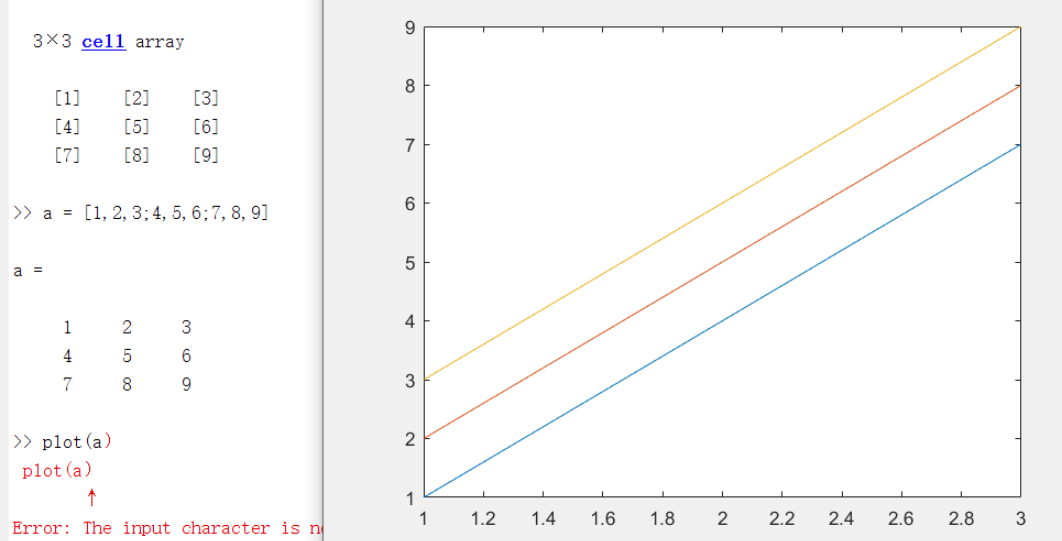 3×3 cell array
[1] [2] [3]
[4] [5] [6]
[7] [8] [9]
>> a = [1,2,3;4,5,6;7,8,9]
a =
1 2 3
4 5 6
7 8 9
>> plot(a)
plot(a)
↑
Error: The input character is
9
8
7
6
5
4
3
2
1
1 1.2 1.4 1.6 1.8 2 2.2 2.4 2.6 2.8 3